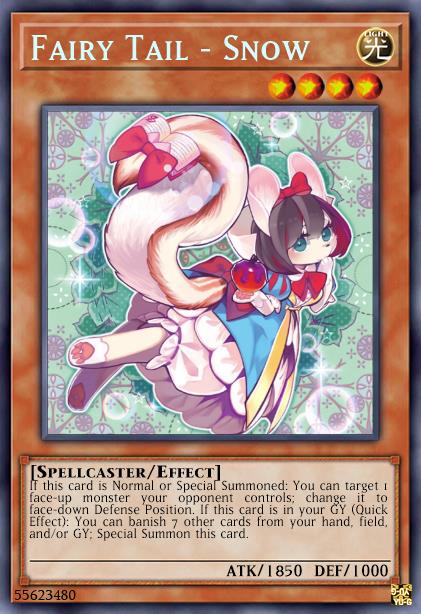 Fairy Tail - Snow
LIGHT
光
[Spellcaster/Effect]
If this card is Normal or Special Summoned: You can target 1
face-up monster your opponent controls; change it to
face-down Defense Position. If this card is in your GY (Quick
Effect): You can banish 7 other cards from your hand, field,
and/or GY; Special Summon this card.
ATK/1850 DEF/1000
55623480